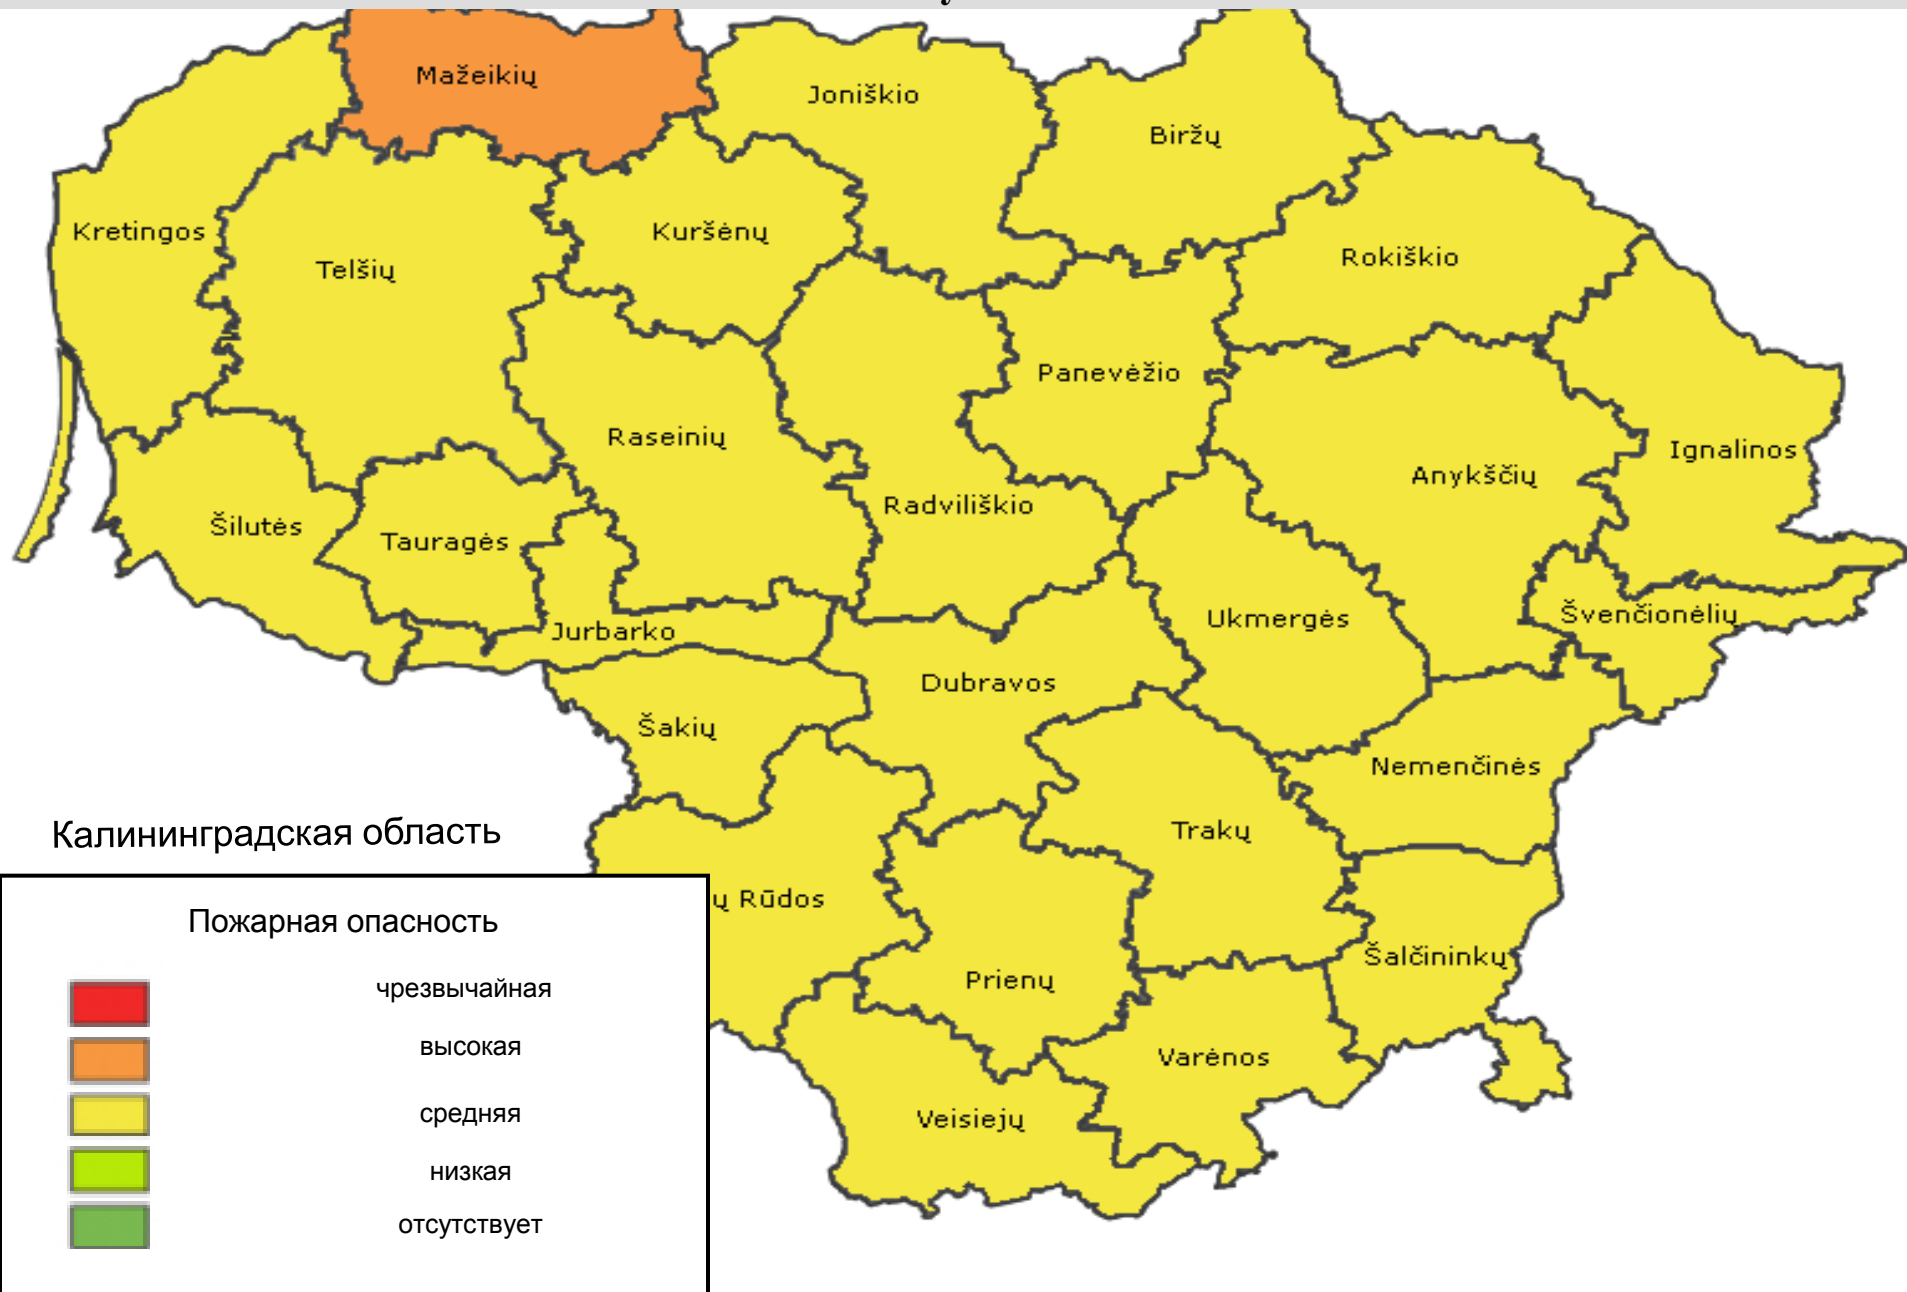 Mažeikių
Joniškio
Biržų
Kretingos
Kuršėnų
Telšių
Rokiškio
Panevėžio
Raseinių
Ignalinos
Anykščių
Radviliškio
Šilutės
Tauragės
Švenčionėlių
Ukmergės
Jurbarko
Dubravos
Šakių
Nemenčinės
Trakų
Калининградская область
ų Rūdos
Пожарная опасность
Šalčininkų
Prienų
чрезвычайная
высокая
Varėnos
средняя
Veisiejų
низкая
отсутствует